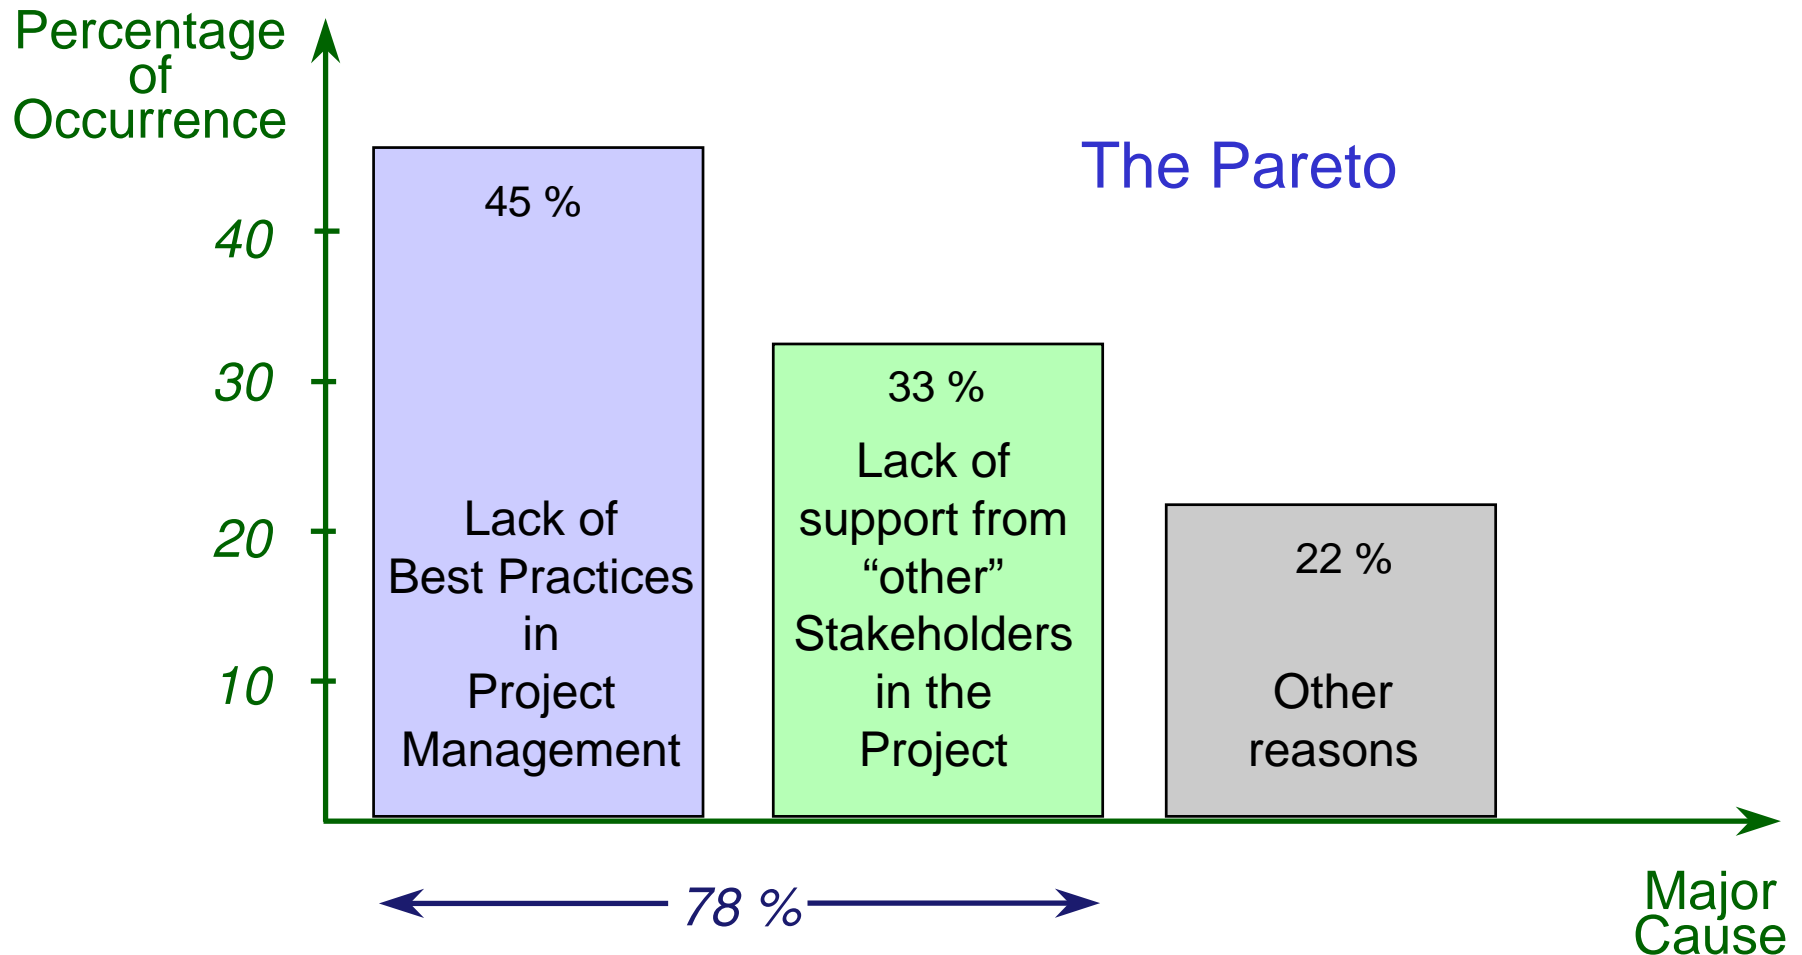 Percentage
of
Occurrence
The Pareto
40
30
20
10
45 %
Lack of
Best Practices
in
Project
Management
33 %
Lack of
support from
“other”
Stakeholders
in the
Project
22 %
Other
reasons
78 %
Major
Cause